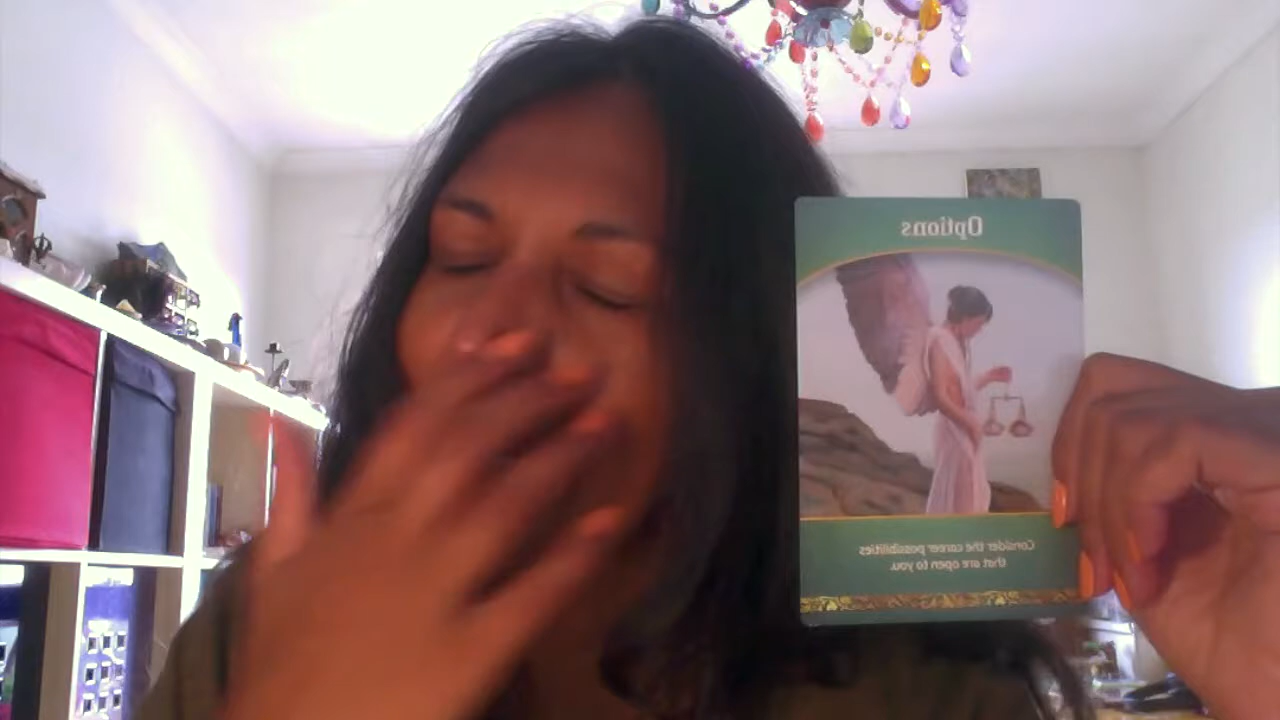 Options
Consider the career possibilities
that are open to you.